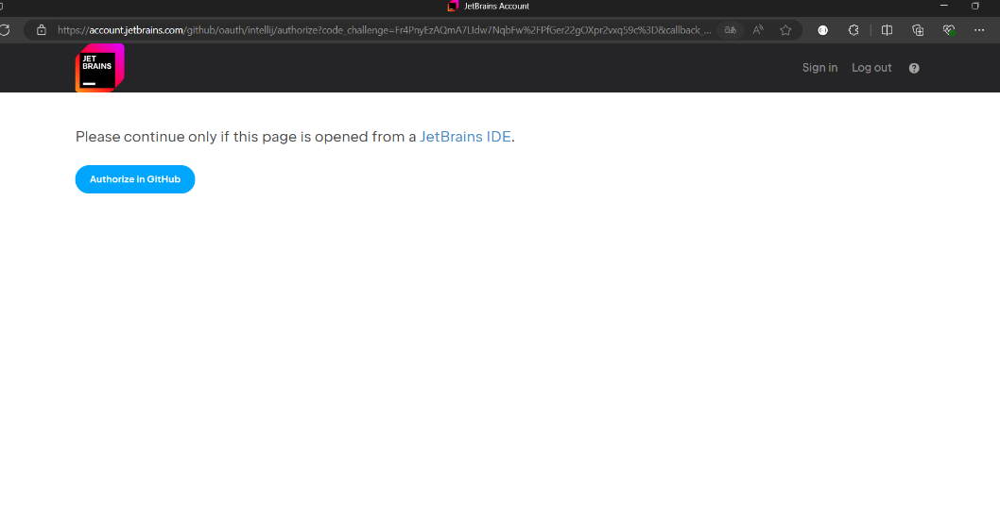 JetBrains Account
https://account.jetbrains.com/github/oauth/intellij/authorize?code_challenge=Fr4PnyEzAQmA7LIdw7NqbFw%2FPfGer22gOXpr2vxq59c%3D&callback_...
JET
BRAINS
Sign in Log out
Please continue only if this page is opened from a JetBrains IDE.
Authorize in GitHub